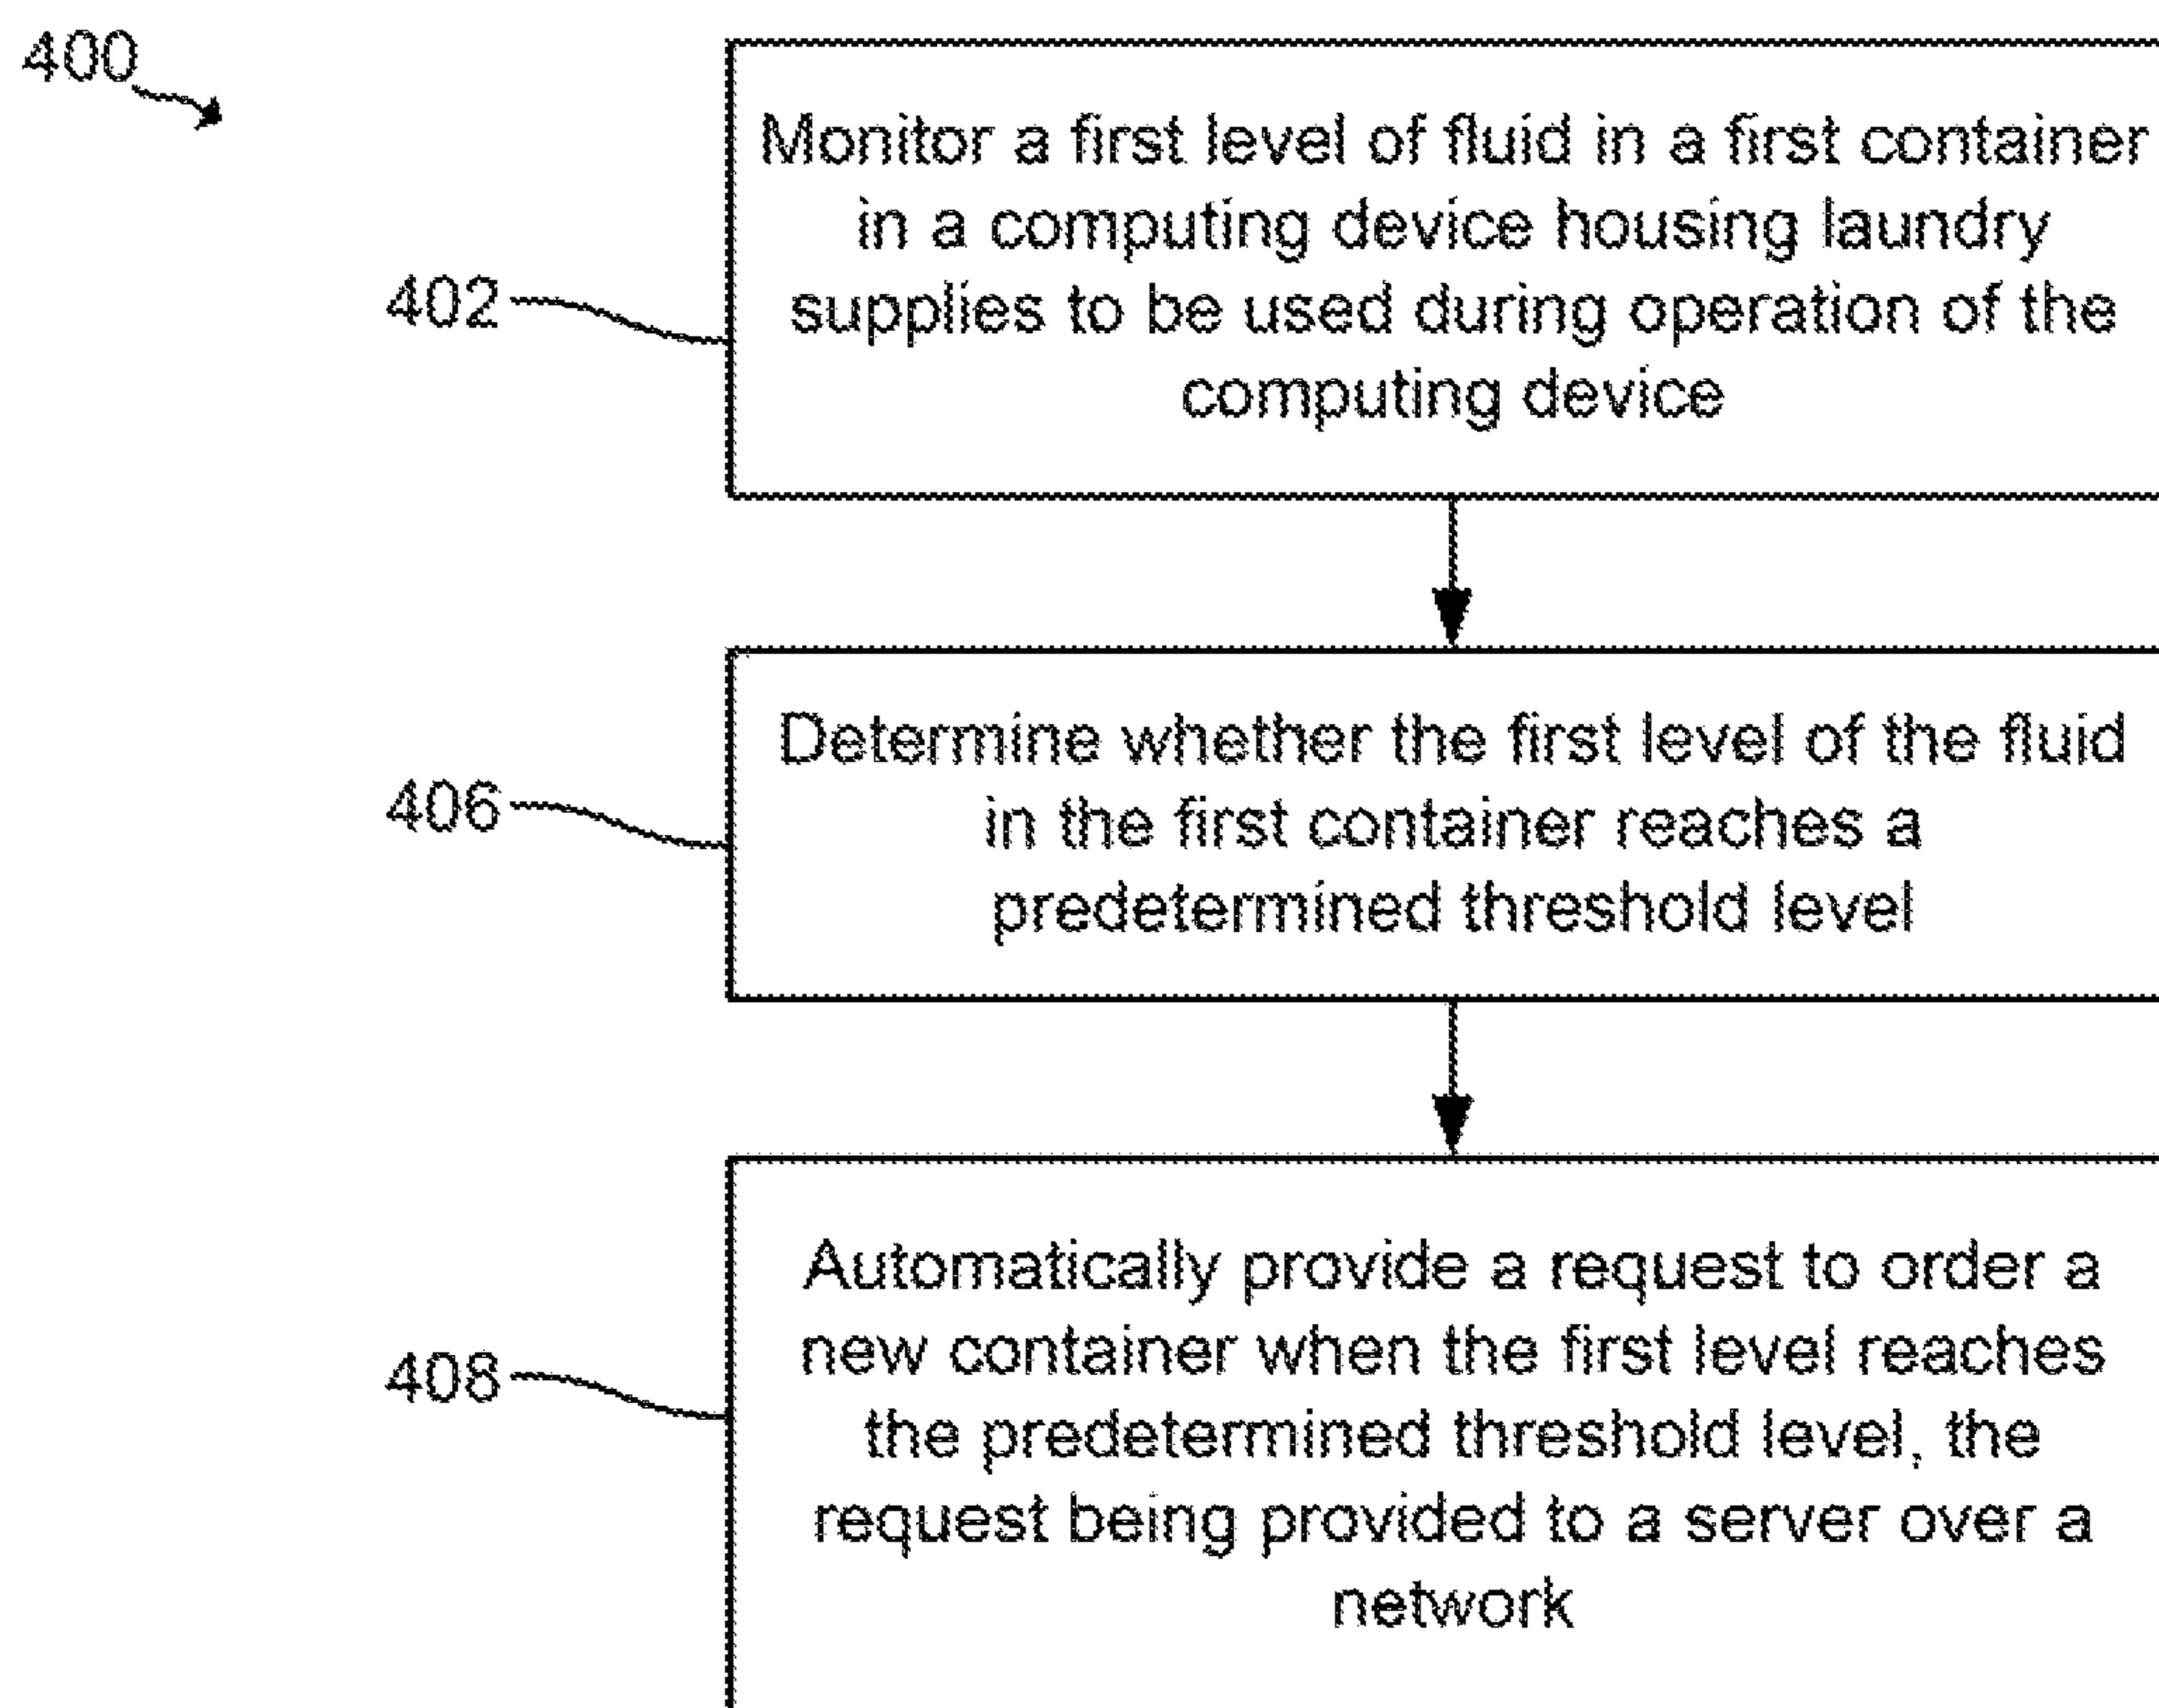 400
Monitor a first level of fluid in a first container
in a computing device housing laundry
supplies to be used during operation of the
computing device
402
Determine whether the first level of the fluid
in the first container reaches a
predetermined threshold level
406
Automatically provide a request to order a
new container when the first level reaches
the predetermined threshold level, the
request being provided to a server over a
network
408